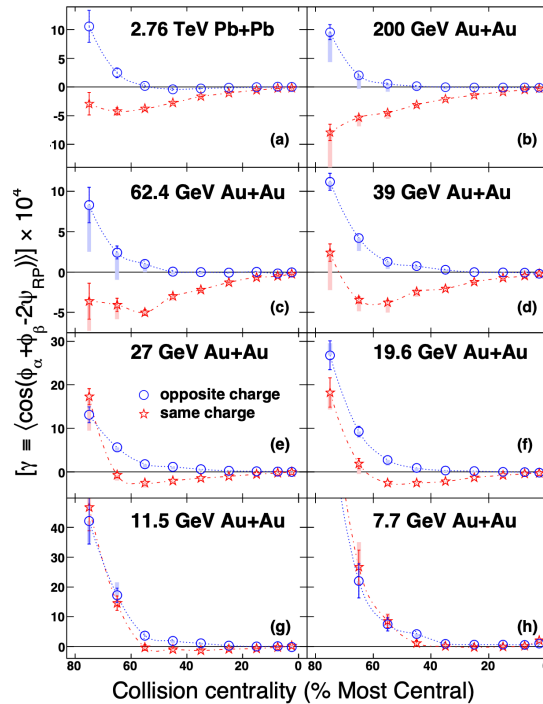 2.76 TeV Pb+Pb
200 GeV Au+Au
10
5
0
-5
-10
(a)
(b)
62.4 GeV Au+Au
39 GeV Au+Au
10
5
0
-5
(c)
(d)
27 GeV Au+Au
19.6 GeV Au+Au
30
20
10
0
opposite charge
same charge
(e)
(f)
11.5 GeV Au+Au
7.7 GeV Au+Au
40
30
20
10
0
(g)
(h)
80 60 40 20 0 80 60 40 20 0
Collision centrality (% Most Central)
[γ ≡ ⟨cos(ϕα+ϕβ-2ψRP)⟩] × 10⁴